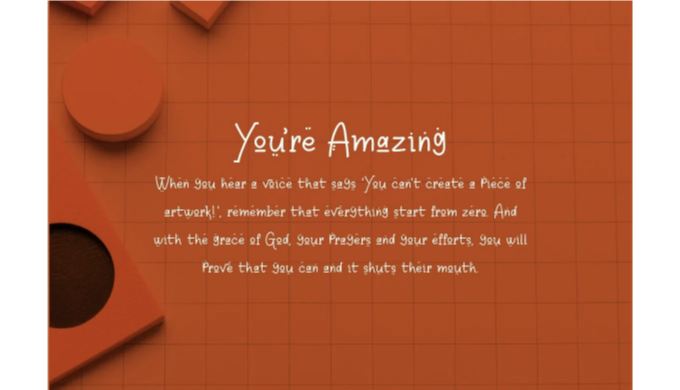 You're Amazing
When you hear a voice that says 'You can't create a Piece of
artwork!', remember that everything start from zero. And
with the grace of God, your Prayers and your efforts, you will
Prove that you can and it shuts their mouth.